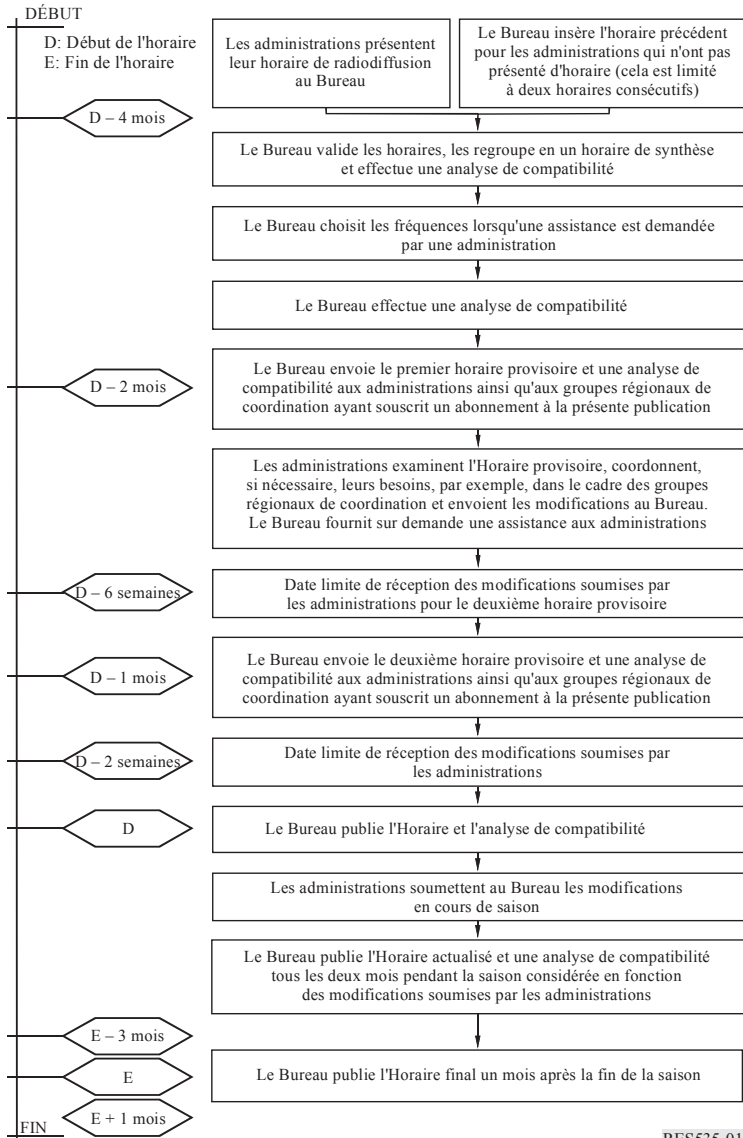 DÉBUT
D: Début de l'horaire
E: Fin de l'horaire
Les administrations présentent
leur horaire de radiodiffusion
au Bureau
Le Bureau insère l'horaire précédent
pour les administrations qui n'ont pas
présenté d'horaire (cela est limité
à deux horaires consécutifs)
D – 4 mois
Le Bureau valide les horaires, les regroupe en un horaire de synthèse
et effectue une analyse de compatibilité
Le Bureau choisit les fréquences lorsqu'une assistance est demandée
par une administration
Le Bureau effectue une analyse de compatibilité
D – 2 mois
Le Bureau envoie le premier horaire provisoire et une analyse de
compatibilité aux administrations ainsi qu'aux groupes régionaux de
coordination ayant souscrit un abonnement à la présente publication
Les administrations examinent l'Horaire provisoire, coordonnent,
si nécessaire, leurs besoins, par exemple, dans le cadre des groupes
régionaux de coordination et envoient les modifications au Bureau.
Le Bureau fournit sur demande une assistance aux administrations
D – 6 semaines
Date limite de réception des modifications soumises par
les administrations pour le deuxième horaire provisoire
D – 1 mois
Le Bureau envoie le deuxième horaire provisoire et une analyse de
compatibilité aux administrations ainsi qu'aux groupes régionaux de
coordination ayant souscrit un abonnement à la présente publication
D – 2 semaines
Date limite de réception des modifications soumises par
les administrations
D
Le Bureau publie l'Horaire et l'analyse de compatibilité
Les administrations soumettent au Bureau les modifications
en cours de saison
Le Bureau publie l'Horaire actualisé et une analyse de compatibilité
tous les deux mois pendant la saison considérée en fonction
des modifications soumises par les administrations
E – 3 mois
E
Le Bureau publie l'Horaire final un mois après la fin de la saison
E + 1 mois
FIN
RES535-01